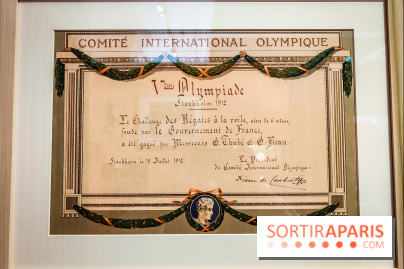 COMITÉ INTERNATIONAL OLYMPIQUE
Vème Olympiade
Stockholm 1912
Le Challenge des Régates à la voile, série de 6 mètres,
fondé par le Gouvernement de France,
a été gagné par Messieurs G. Thubé et
Stockholm le 19 Juillet 1912
Le Président
du Comité International Olympique.
Pierre de Coubertin
SORTIRAPARIS
.COM